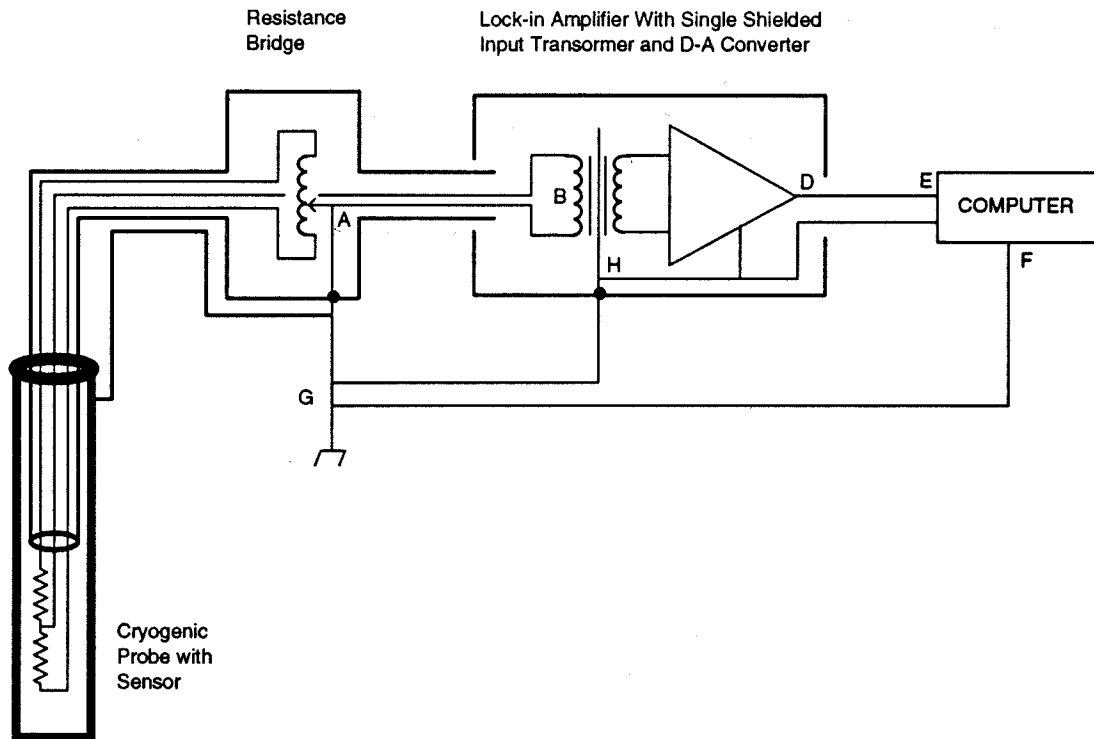 Resistance
Bridge
Lock-in Amplifier With Single Shielded
Input Transormer and D-A Converter
A
B
D
E
COMPUTER
F
H
G
Cryogenic
Probe with
Sensor